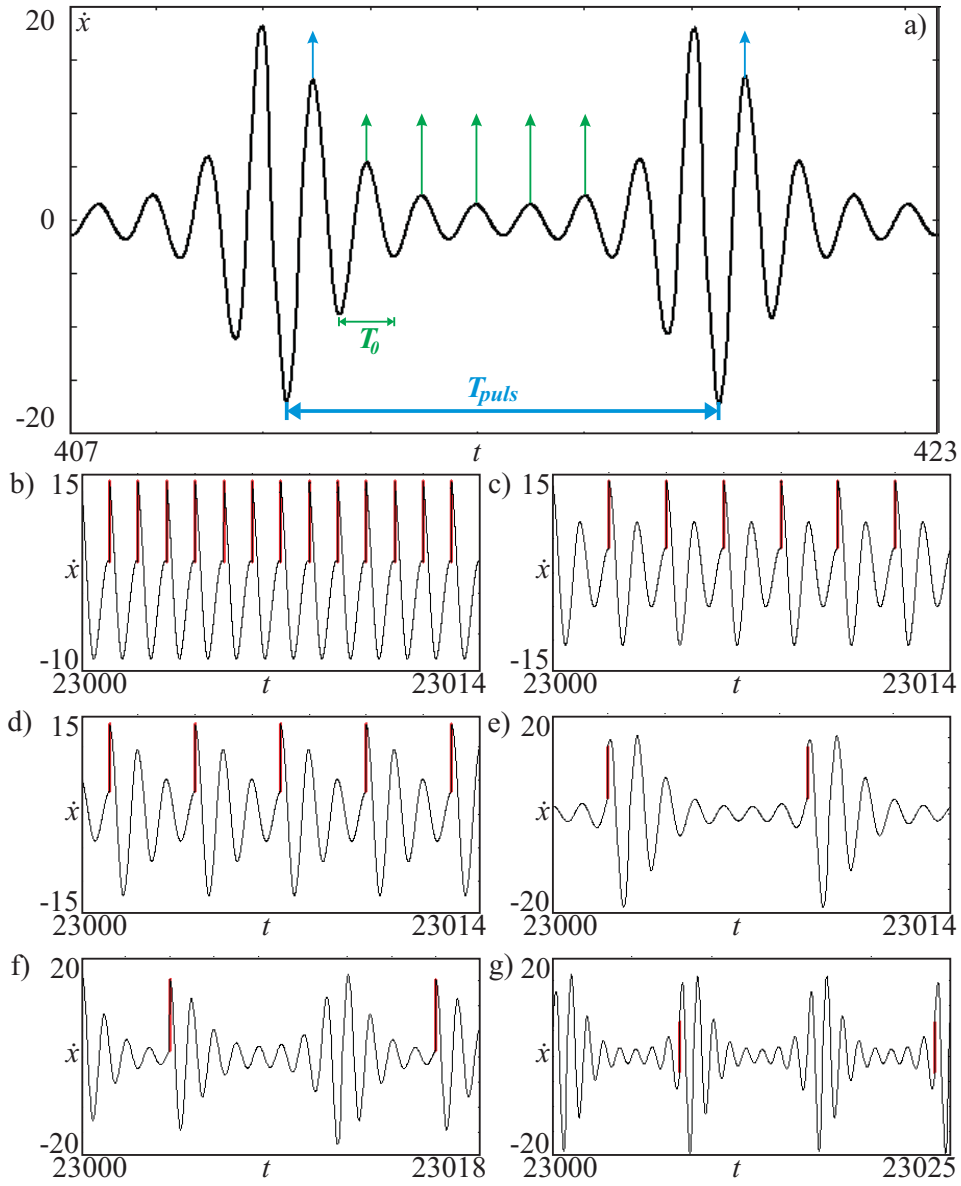 20 ẋ a)
0
T₀
T_puls
-20
407 t 423
b) 15 c) 15
ẋ ẋ
-10 -15
23000 t 23014 23000 t 23014
d) 15 e) 20
ẋ ẋ
-15 -20
23000 t 23014 23000 t 23014
f) 20 g) 20
ẋ ẋ
-20 -20
23000 t 23018 23000 t 23025